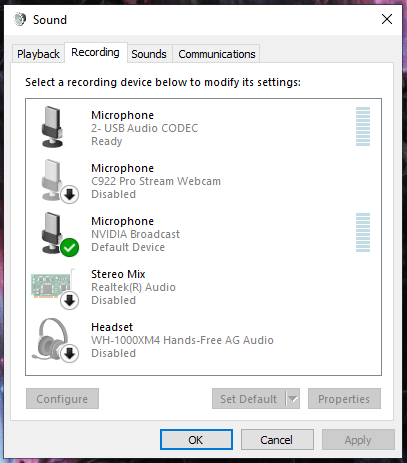 Sound
Playback Recording Sounds Communications
Select a recording device below to modify its settings:
Microphone
2- USB Audio CODEC
Ready
Microphone
C922 Pro Stream Webcam
Disabled
Microphone
NVIDIA Broadcast
Default Device
Stereo Mix
Realtek(R) Audio
Disabled
Headset
WH-1000XM4 Hands-Free AG Audio
Disabled
Configure Set Default Properties
OK Cancel Apply